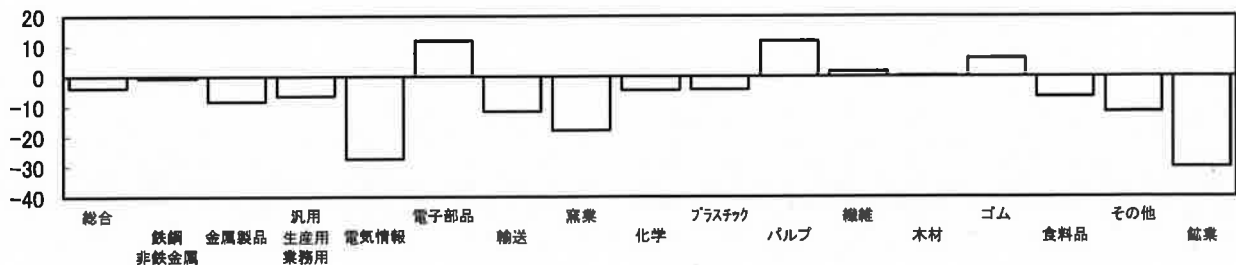 20
10
0
-10
-20
-30
-40
総合
鉄鋼
非鉄金属
金属製品
汎用
生産用
業務用
電気情報
電子部品
輸送
窯業
化学
プラスチック
パルプ
繊維
木材
ゴム
食料品
その他
鉱業